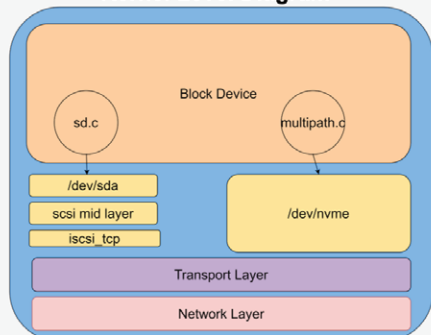 Block Device
sd.c
multipath.c
/dev/sda
scsi mid layer
iscsi_tcp
/dev/nvme
Transport Layer
Network Layer